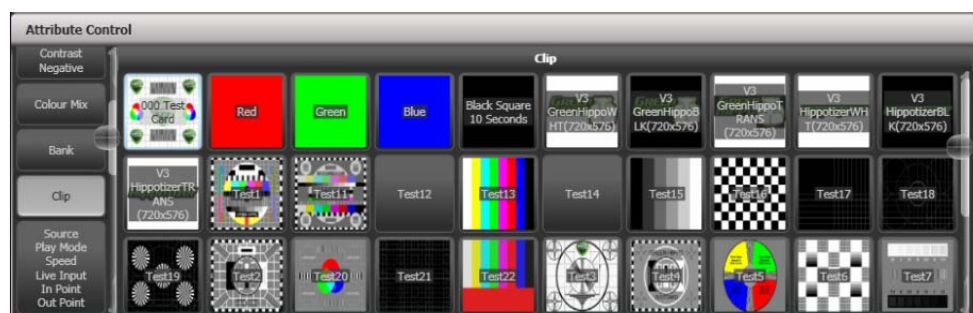 Attribute Control
Contrast
Negative
Colour Mix
Bank
Clip
Source
Play Mode
Speed
Live Input
In Point
Out Point
Clip
000 Test
Card
Red
Green
Blue
Black Square
10 Seconds
V3
GreenHippoW
HT(720x576)
V3
GreenHippoB
LK(720x576)
V3
GreenHippoT
RANS
(720x576)
V3
HippotizerWH
T(720x576)
V3
HippotizerBL
K(720x576)
V3
HippotizerTR
ANS
(720x576)
Test1
Test11
Test12
Test13
Test14
Test15
Test16
Test17
Test18
Test19
Test2
Test20
Test21
Test22
Test3
Test4
Test5
Test6
Test7